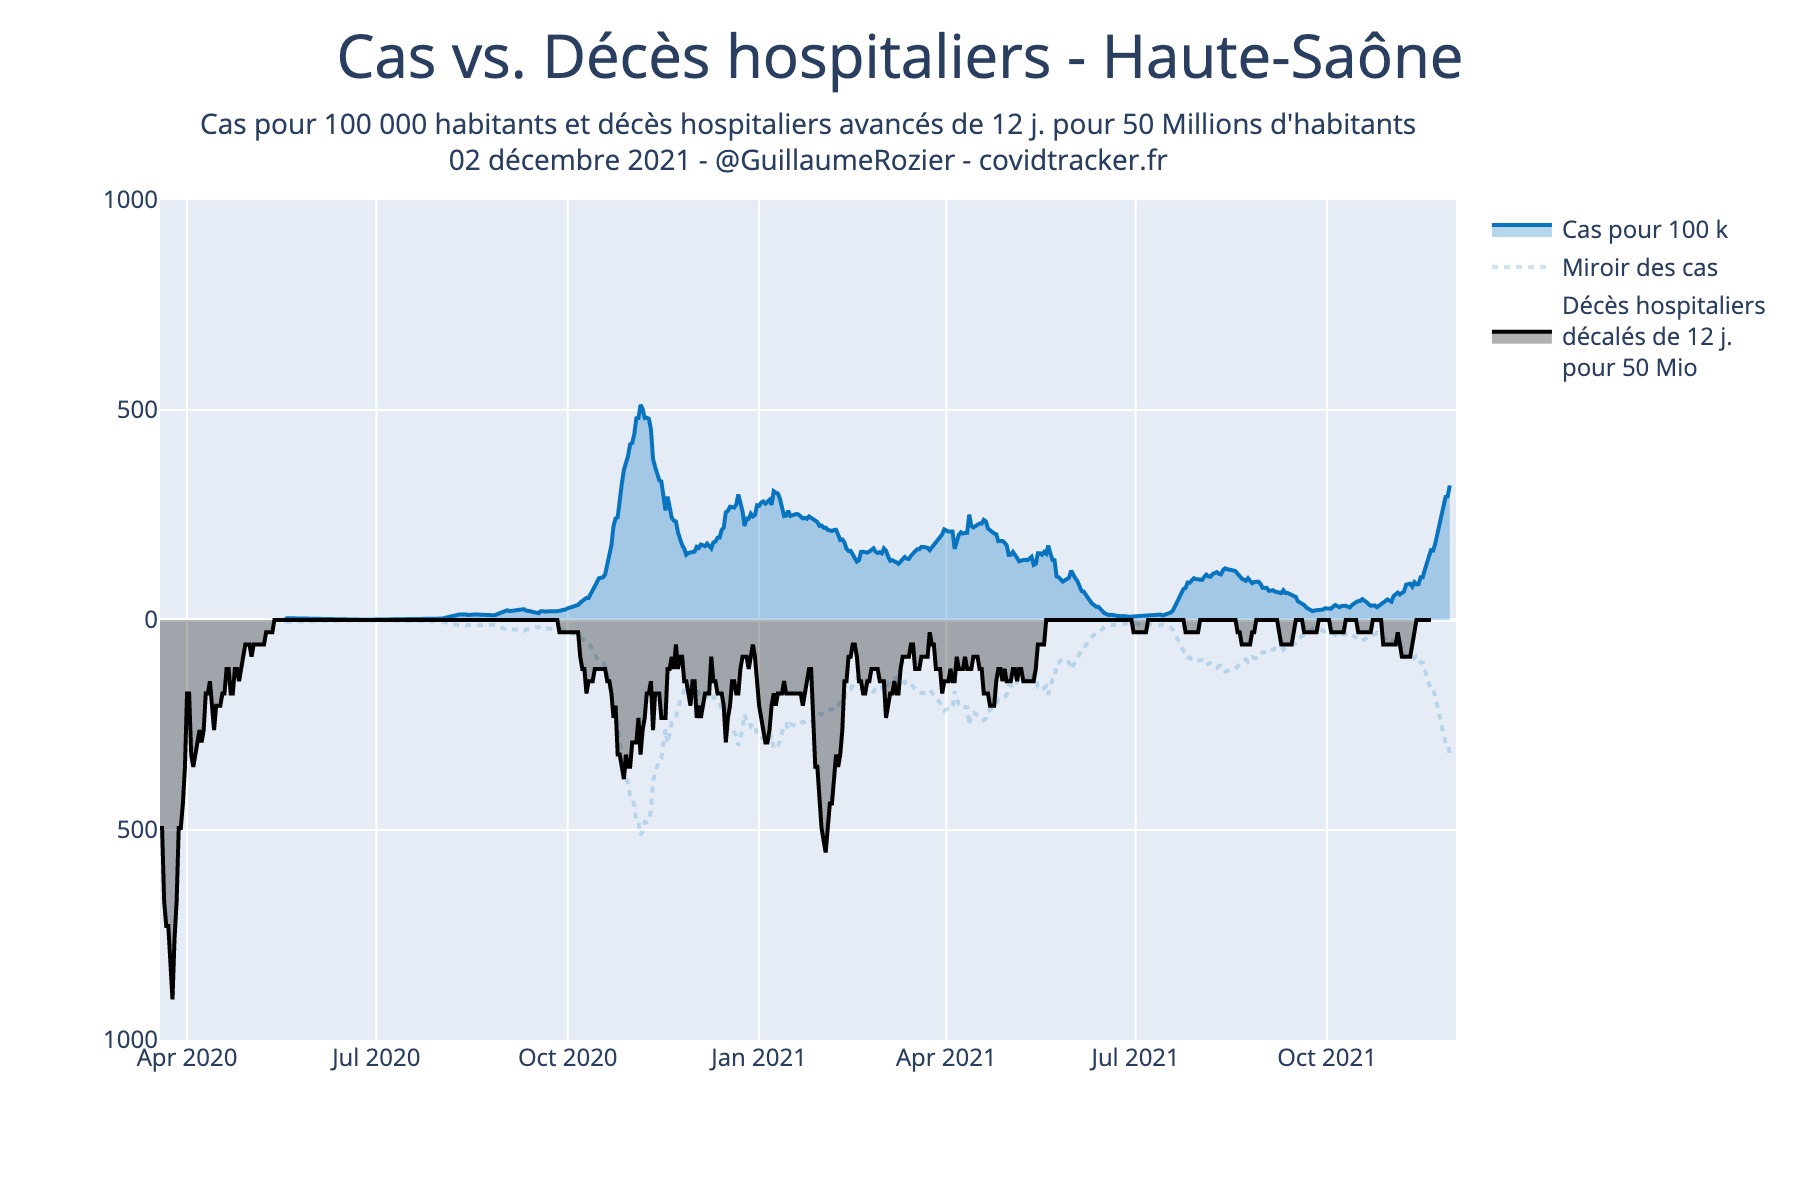 Cas vs. Décès hospitaliers - Haute-Saône
Cas pour 100 000 habitants et décès hospitaliers avancés de 12 j. pour 50 Millions d'habitants
02 décembre 2021 - @GuillaumeRozier - covidtracker.fr
1000
500
0
500
1000
Apr 2020
Jul 2020
Oct 2020
Jan 2021
Apr 2021
Jul 2021
Oct 2021
Cas pour 100 k
Miroir des cas
Décès hospitaliers
décalés de 12 j.
pour 50 Mio